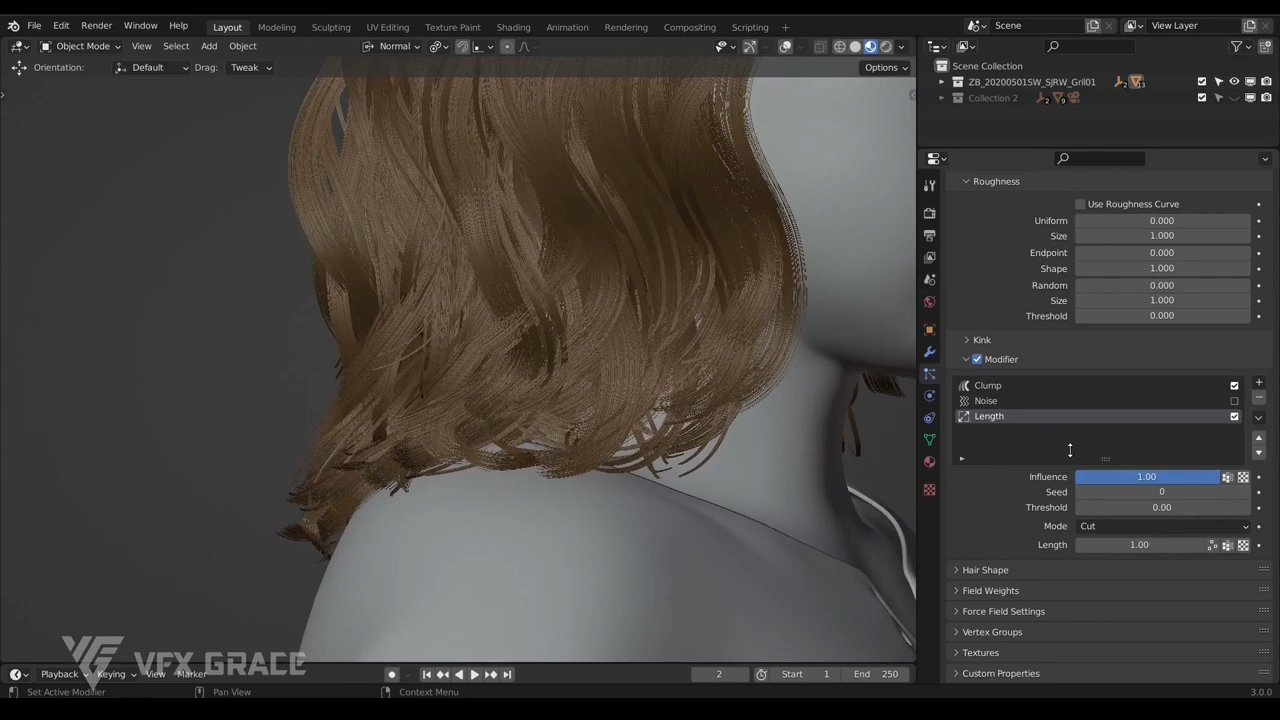 File Edit Render Window Help Layout Modeling Sculpting UV Editing Texture Paint Shading Animation Rendering Compositing Scripting + Scene View Layer
Object Mode View Select Add Object Normal
Orientation: Default Drag: Tweak Options
Scene Collection
ZB_20200501SW_SJRW_Gril01 2 13
Collection 2 2 9
Roughness
Use Roughness Curve
Uniform 0.000
Size 1.000
Endpoint 0.000
Shape 1.000
Random 0.000
Size 1.000
Threshold 0.000
Kink
Modifier
Clump
Noise
Length
Influence 1.00
Seed 0
Threshold 0.00
Mode Cut
Length 1.00
Hair Shape
Field Weights
Force Field Settings
Vertex Groups
Textures
Custom Properties
VFX GRACE
Playback Keying View Marker 2 Start 1 End 250
Set Active Modifier Pan View Context Menu 3.0.0